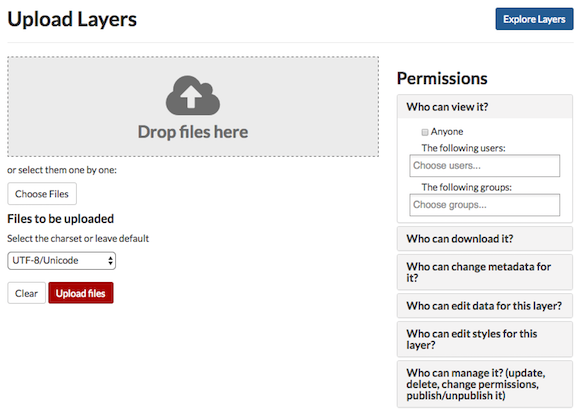 Upload Layers
Explore Layers
Drop files here
or select them one by one:
Choose Files
Files to be uploaded
Select the charset or leave default
UTF-8/Unicode
Clear
Upload files
Permissions
Who can view it?
Anyone
The following users:
Choose users...
The following groups:
Choose groups...
Who can download it?
Who can change metadata for
it?
Who can edit data for this layer?
Who can edit styles for this
layer?
Who can manage it? (update,
delete, change permissions,
publish/unpublish it)